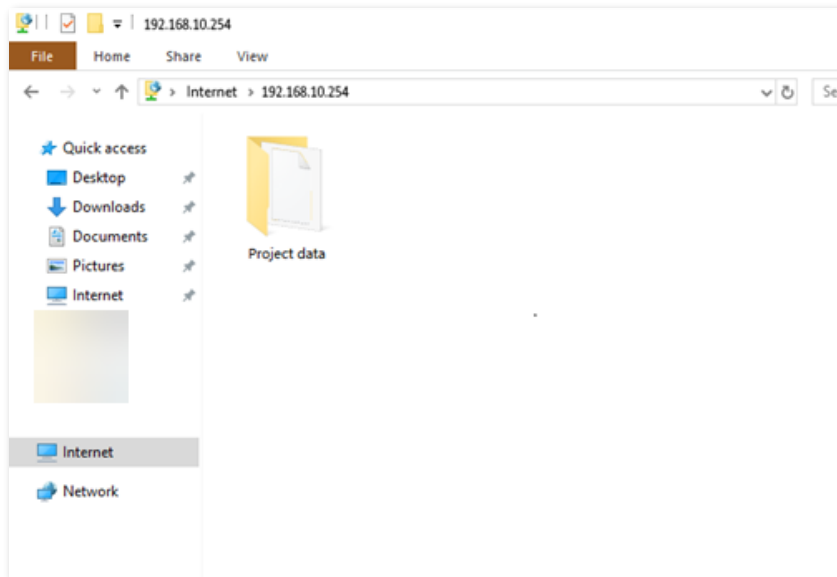 192.168.10.254
File Home Share View
Internet 192.168.10.254
Se
Quick access
Desktop
Downloads
Documents
Pictures
Internet
Project data
Internet
Network